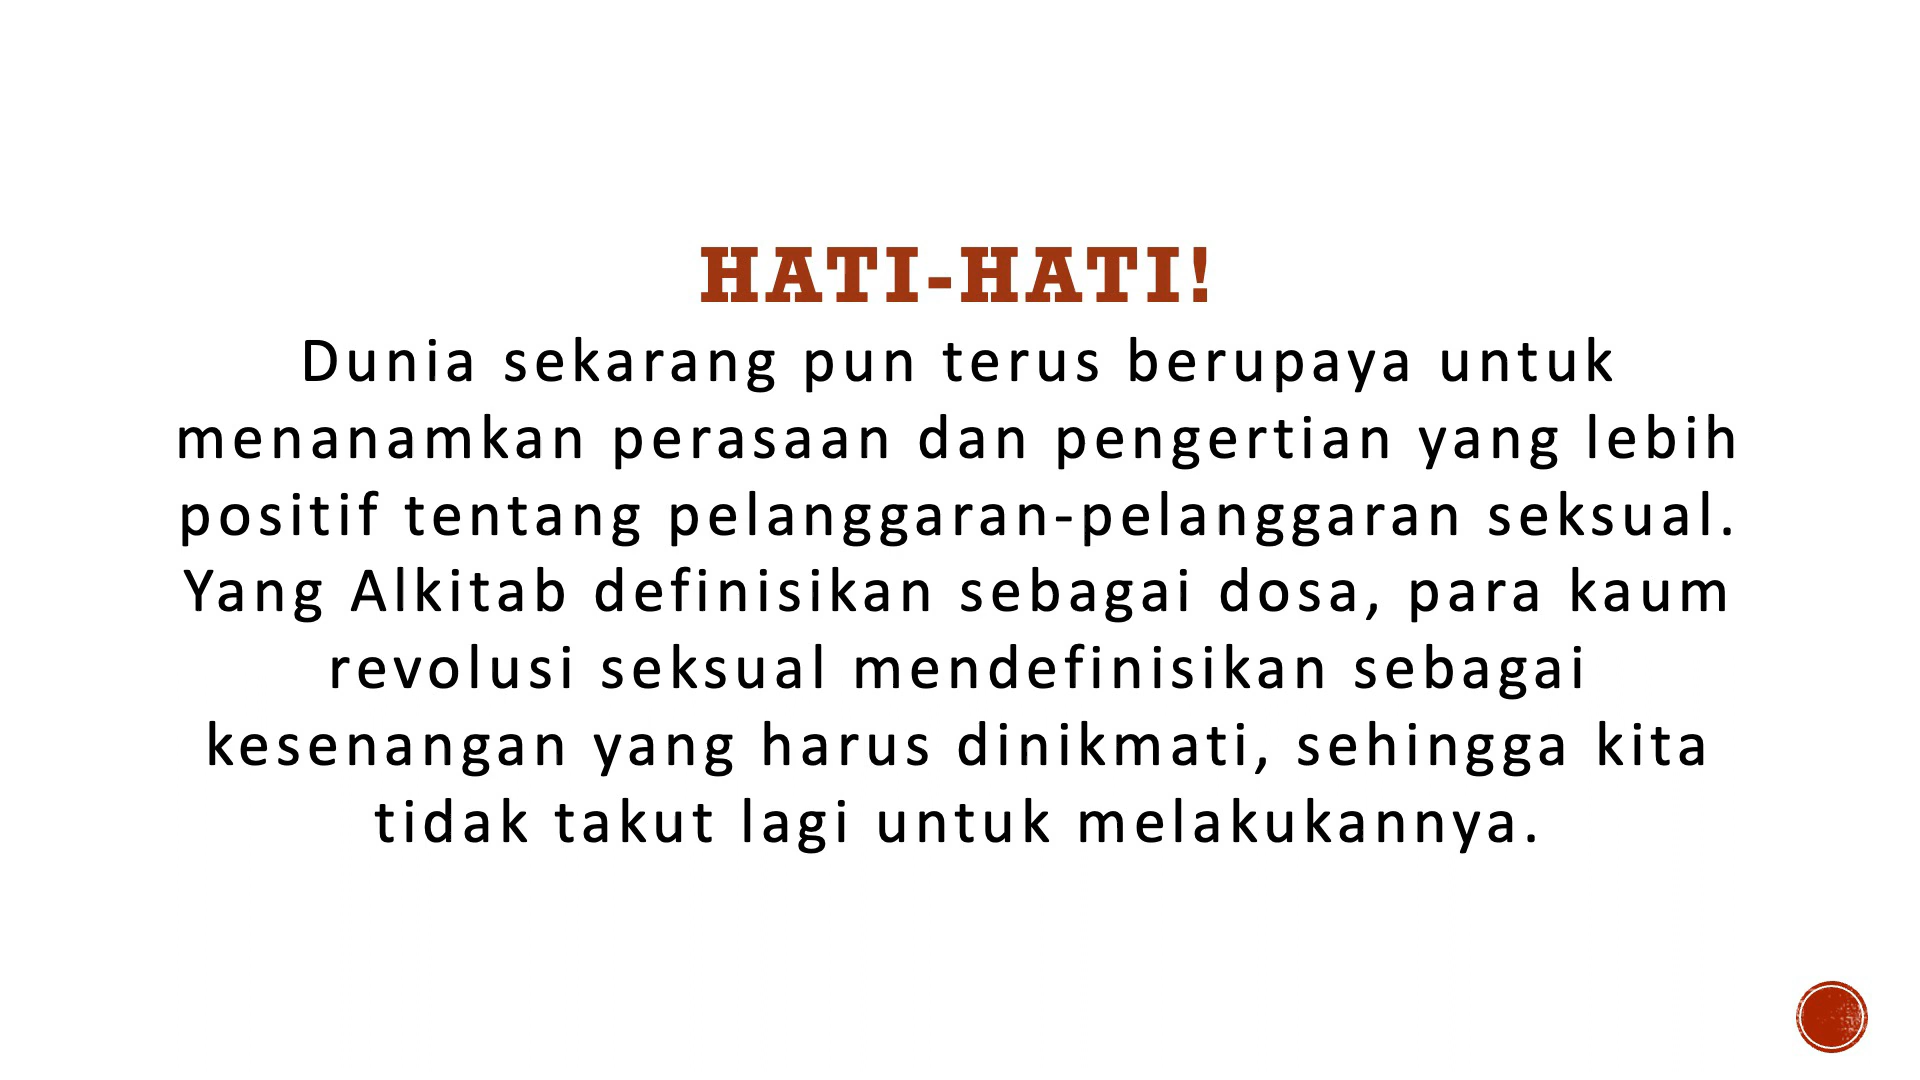 HATI-HATI!
Dunia sekarang pun terus berupaya untuk
menanamkan perasaan dan pengertian yang lebih
positif tentang pelanggaran-pelanggaran seksual.
Yang Alkitab definisikan sebagai dosa, para kaum
revolusi seksual mendefinisikan sebagai
kesenangan yang harus dinikmati, sehingga kita
tidak takut lagi untuk melakukannya.